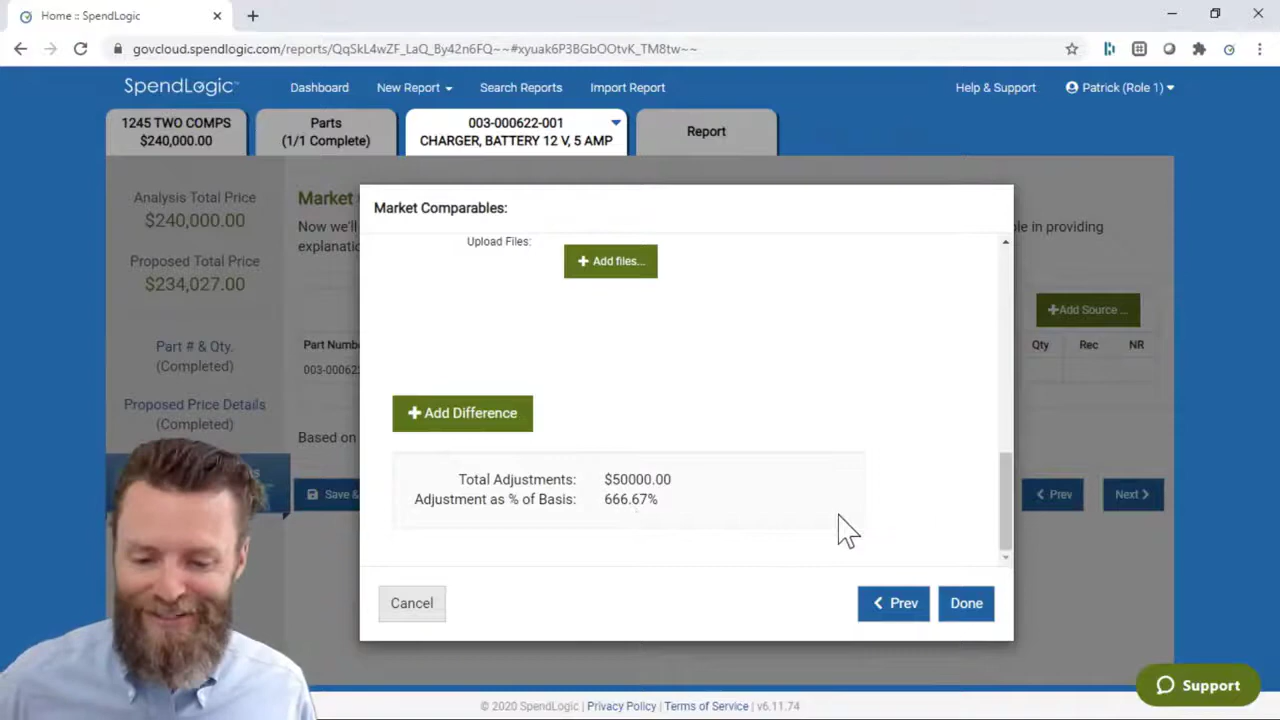 Home :: SpendLogic
govcloud.spendlogic.com/reports/QqSkL4wZF_LaQ_By42n6FQ~~#xyuak6P3BGbOOtvK_TM8tw~~
SpendLogic™ Dashboard New Report Search Reports Import Report Help & Support Patrick (Role 1)
1245 TWO COMPS
$240,000.00
Parts
(1/1 Complete)
003-000622-001
CHARGER, BATTERY 12 V, 5 AMP
Report
Analysis Total Price
$240,000.00
Proposed Total Price
$234,027.00
Part # & Qty.
(Completed)
Proposed Price Details
(Completed)
Market
Now we'll
explanatio
le in providing
Add Source ...
Part Numbe
Qty Rec NR
003-000622
Based on
Save &
Prev
Next
Market Comparables:
Upload Files:
Add files...
Add Difference
Total Adjustments: $50000.00
Adjustment as % of Basis: 666.67%
Cancel
Prev
Done
Support
© 2020 SpendLogic | Privacy Policy | Terms of Service | v6.11.74